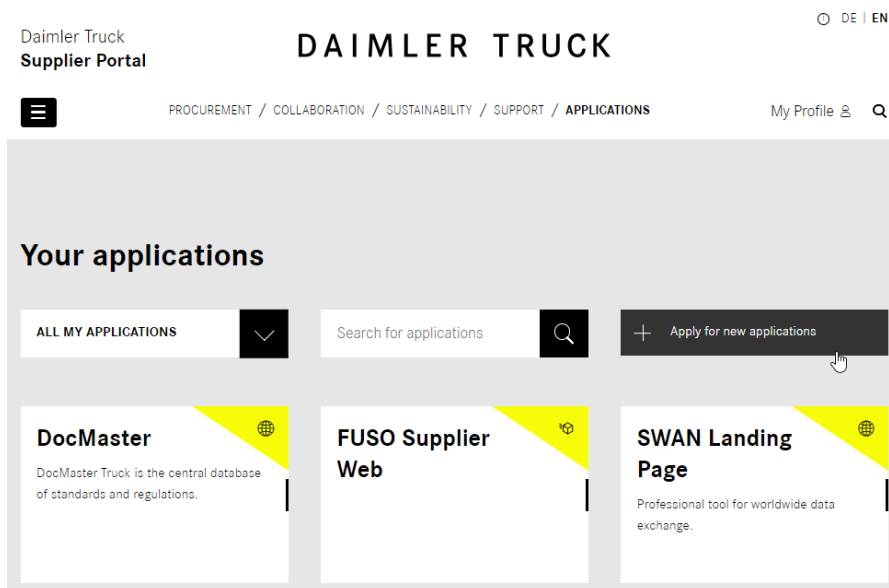 DE | EN
Daimler Truck
Supplier Portal
DAIMLER TRUCK
PROCUREMENT / COLLABORATION / SUSTAINABILITY / SUPPORT / APPLICATIONS
My Profile
Your applications
ALL MY APPLICATIONS
Search for applications
Apply for new applications
DocMaster
DocMaster Truck is the central database
of standards and regulations.
FUSO Supplier
Web
SWAN Landing
Page
Professional tool for worldwide data
exchange.